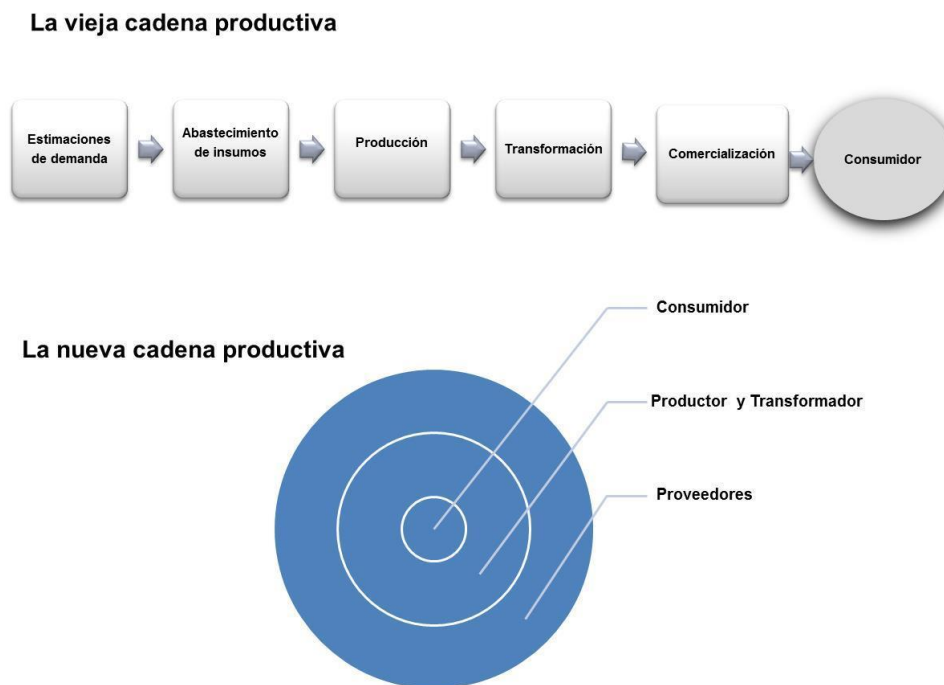 La vieja cadena productiva
Estimaciones
de demanda
Abastecimiento
de insumos
Producción
Transformación
Comercialización
Consumidor
La nueva cadena productiva
Consumidor
Productor y Transformador
Proveedores